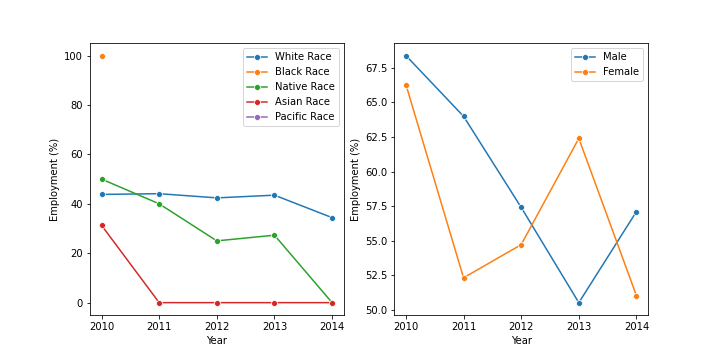 100
80
60
40
20
0
Employment (%)
2010 2011 2012 2013 2014
Year
White Race
Black Race
Native Race
Asian Race
Pacific Race
67.5
65.0
62.5
60.0
57.5
55.0
52.5
50.0
Employment (%)
2010 2011 2012 2013 2014
Year
Male
Female